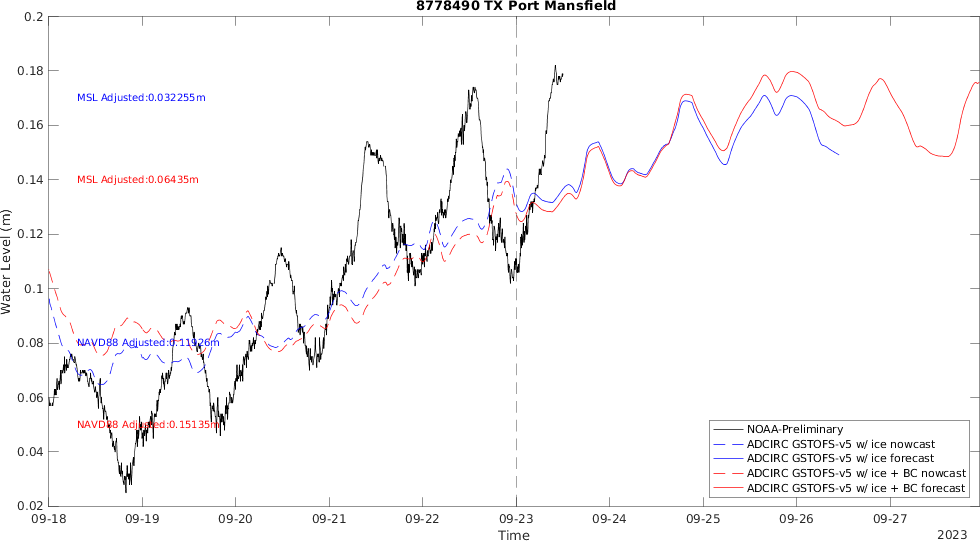 8778490 TX Port Mansfield
0.2
0.18
MSL Adjusted:0.032255m
0.16
0.14
MSL Adjusted:0.06435m
0.12
Water Level (m)
0.1
0.08
NAVD88 Adjusted:0.11926m
0.06
NAVD88 Adjusted:0.15135m
0.04
0.02
NOAA-Preliminary
ADCIRC GSTOFS-v5 w/ ice nowcast
ADCIRC GSTOFS-v5 w/ ice forecast
ADCIRC GSTOFS-v5 w/ ice + BC nowcast
ADCIRC GSTOFS-v5 w/ ice + BC forecast
09-18 09-19 09-20 09-21 09-22 09-23 09-24 09-25 09-26 09-27
Time
2023